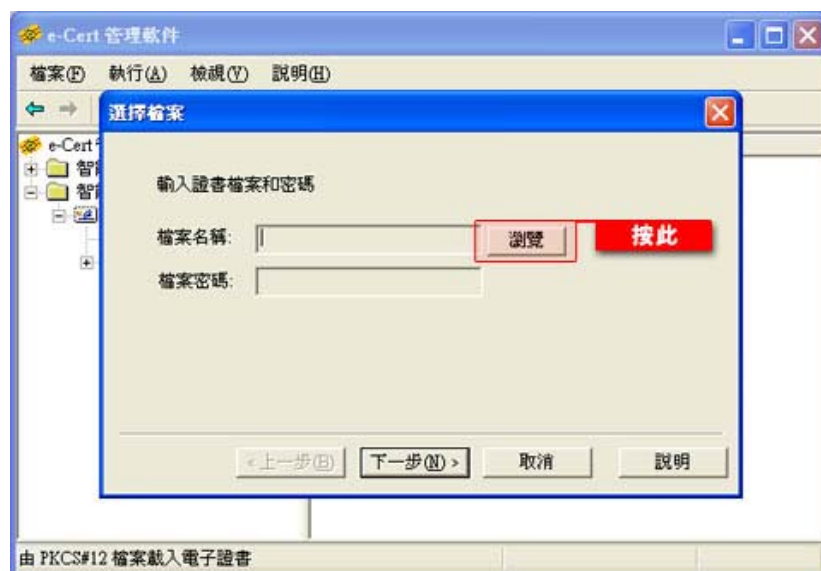 e-Cert 管理軟件
檔案(F) 執行(A) 檢視(V) 說明(H)
選擇檔案
e-Cert
輸入證書檔案和密碼
檔案名稱: 瀏覽 按此
檔案密碼:
<上一步(B) 下一步(N) > 取消 說明
由 PKCS#12 檔案載入電子證書